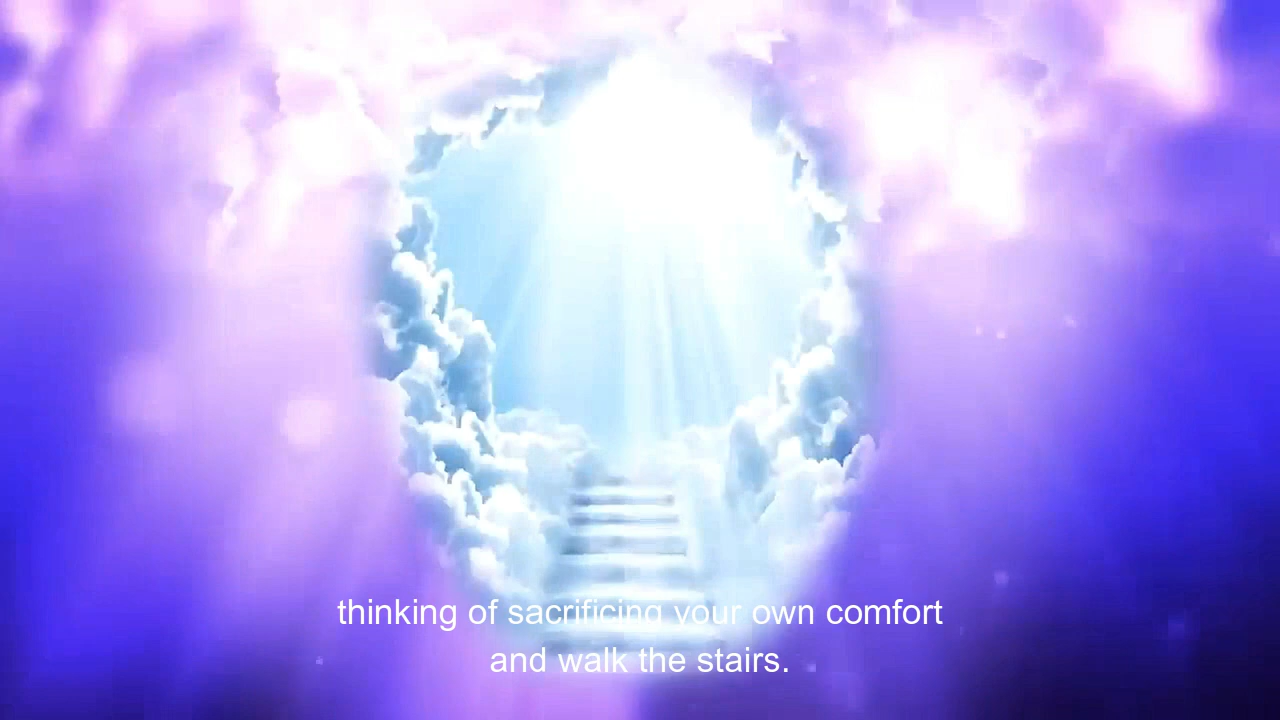 thinking of sacrificing your own comfort
and walk the stairs.